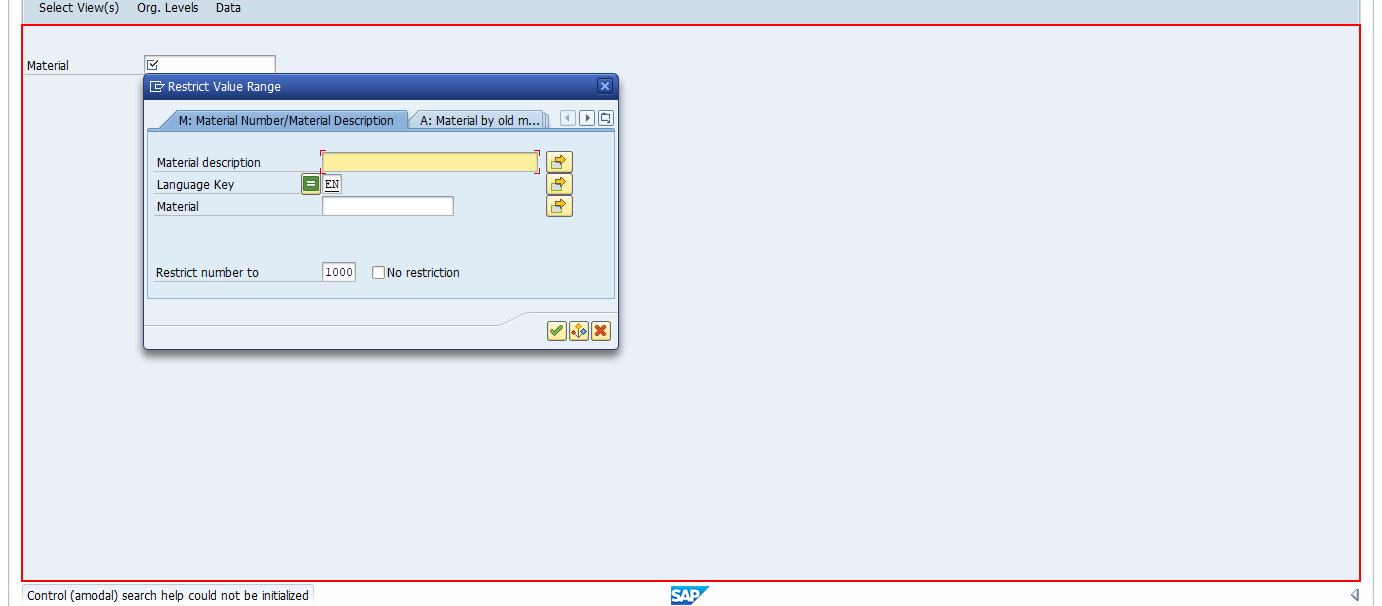 Select View(s) Org. Levels Data
Material
Restrict Value Range
M: Material Number/Material Description A: Material by old m...
Material description
Language Key EN
Material
Restrict number to 1000 No restriction
Control (amodal) search help could not be initialized SAP